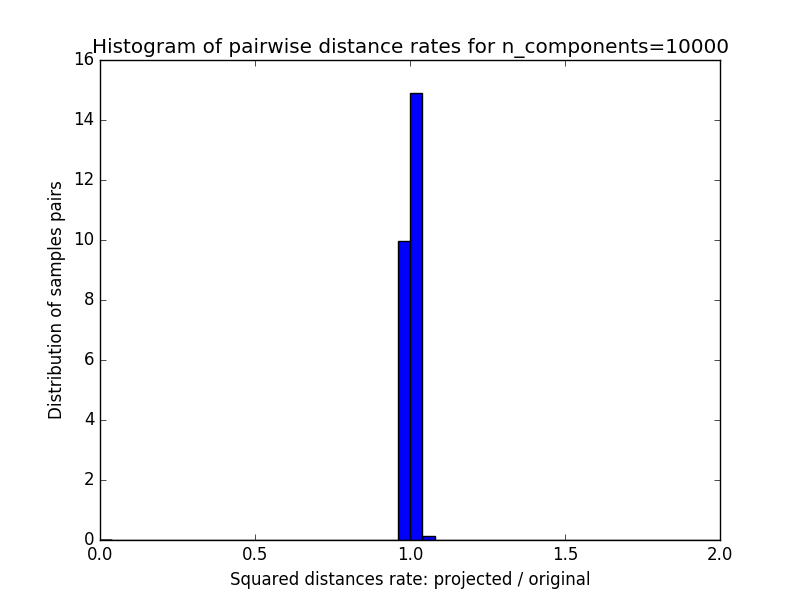 Histogram of pairwise distance rates for n_components=10000
16
14
12
10
8
6
4
2
0
Distribution of samples pairs
0.0 0.5 1.0 1.5 2.0
Squared distances rate: projected / original